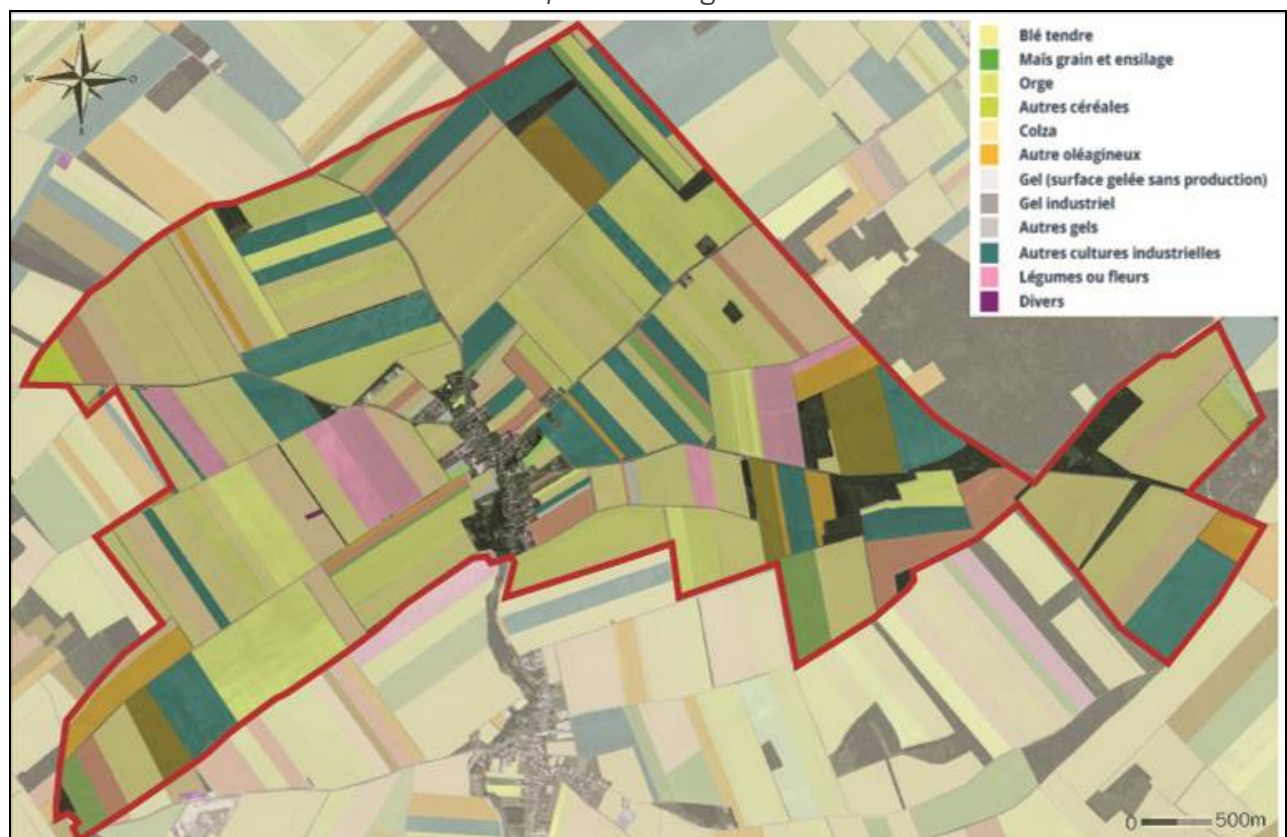 N
W
O
S
Blé tendre
Maïs grain et ensilage
Orge
Autres céréales
Colza
Autre oléagineux
Gel (surface gelée sans production)
Gel industriel
Autres gels
Autres cultures industrielles
Légumes ou fleurs
Divers
0 500m